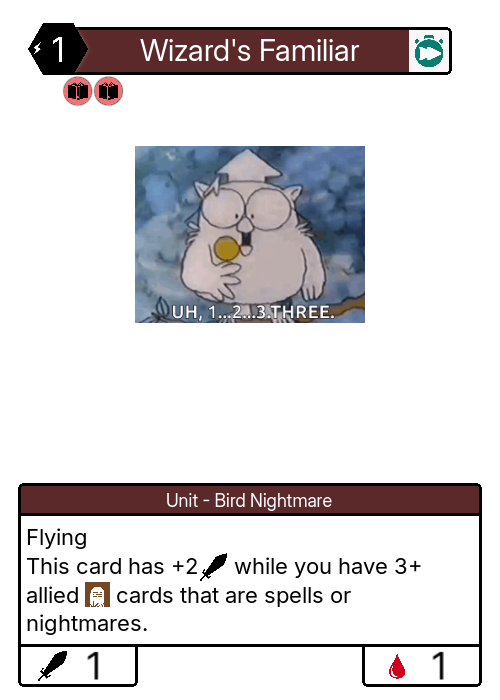 1
Wizard's Familiar
UH, 1...2...3.THREE.
Unit - Bird Nightmare
Flying
This card has +2 while you have 3+
allied cards that are spells or
nightmares.
1
1